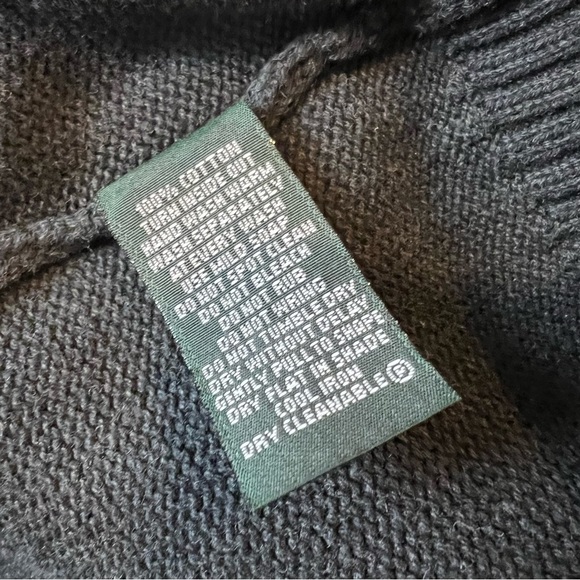 100% COTTON
TURN INSIDE OUT
HAND WASH WARM
WASH SEPARATELY
AT EVERY WASH
USE MILD SOAP
DO NOT SPOT CLEAN
DO NOT BLEACH
DO NOT RUB
DO NOT WRING
DO NOT TUMBLE DRY
DRY WITHOUT DELAY
GENTLY PULL TO SHAPE
DRY FLAT IN SHADE
COOL IRON
DRY CLEANABLE Ⓟ